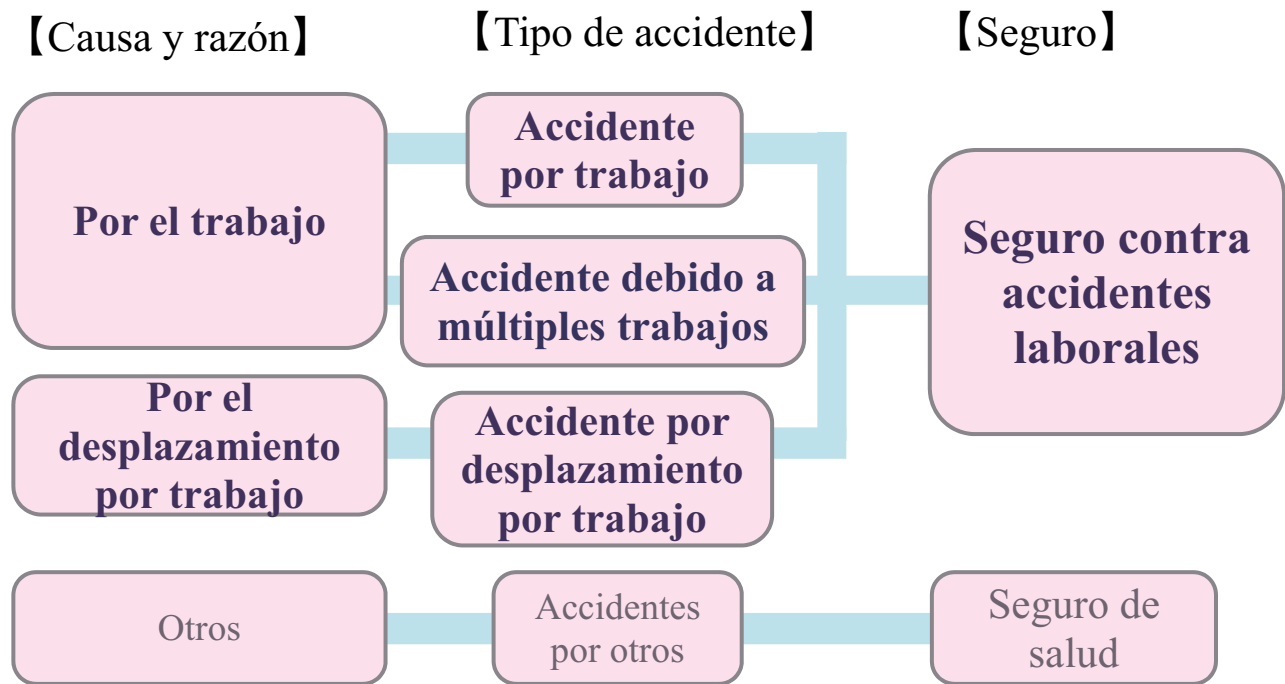 【Causa y razón】
【Tipo de accidente】
【Seguro】
Por el trabajo
Accidente
por trabajo
Accidente debido a
múltiples trabajos
Seguro contra
accidentes
laborales
Por el
desplazamiento
por trabajo
Accidente por
desplazamiento
por trabajo
Otros
Accidentes
por otros
Seguro de
salud